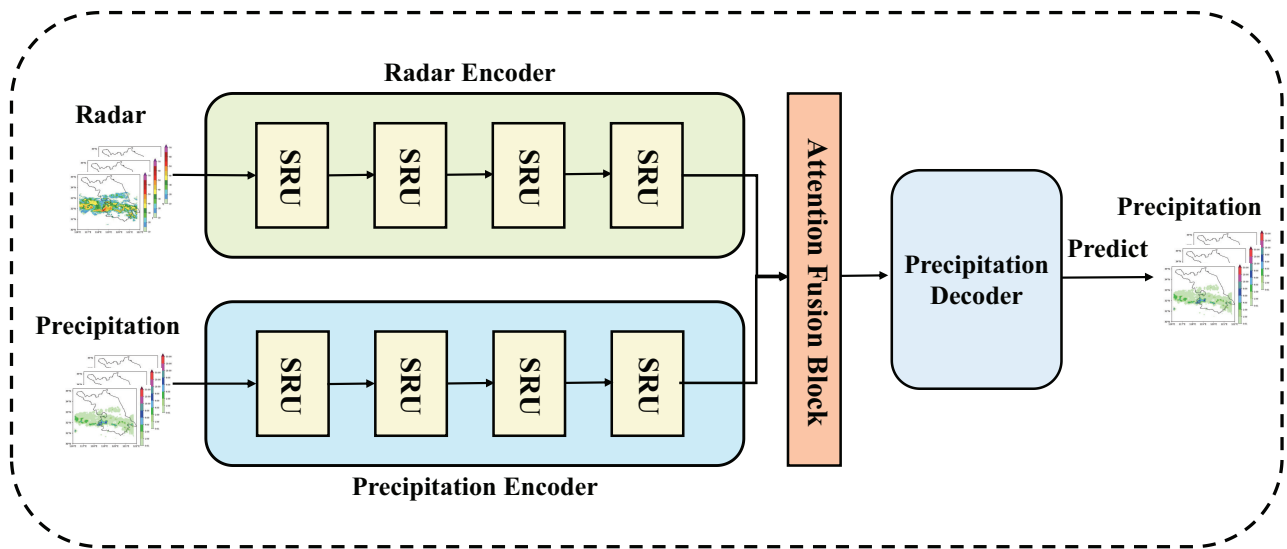 Radar Encoder
Radar
SRU
SRU
SRU
SRU
Precipitation
SRU
SRU
SRU
SRU
Precipitation Encoder
Attention Fusion Block
Precipitation
Decoder
Predict
Precipitation